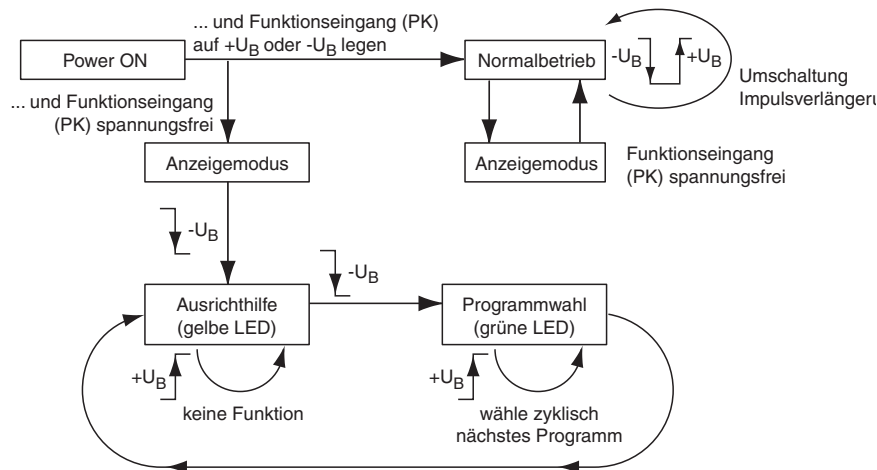 ... und Funktionseingang (PK)
auf +UB oder -UB legen
Power ON
Normalbetrieb
-UB
+UB
Umschaltung
Impulsverlängeru
... und Funktionseingang
(PK) spannungsfrei
Anzeigemodus
Anzeigemodus
Funktionseingang
(PK) spannungsfrei
-UB
-UB
Ausrichthilfe
(gelbe LED)
Programmwahl
(grüne LED)
+UB
keine Funktion
+UB
wähle zyklisch
nächstes Programm